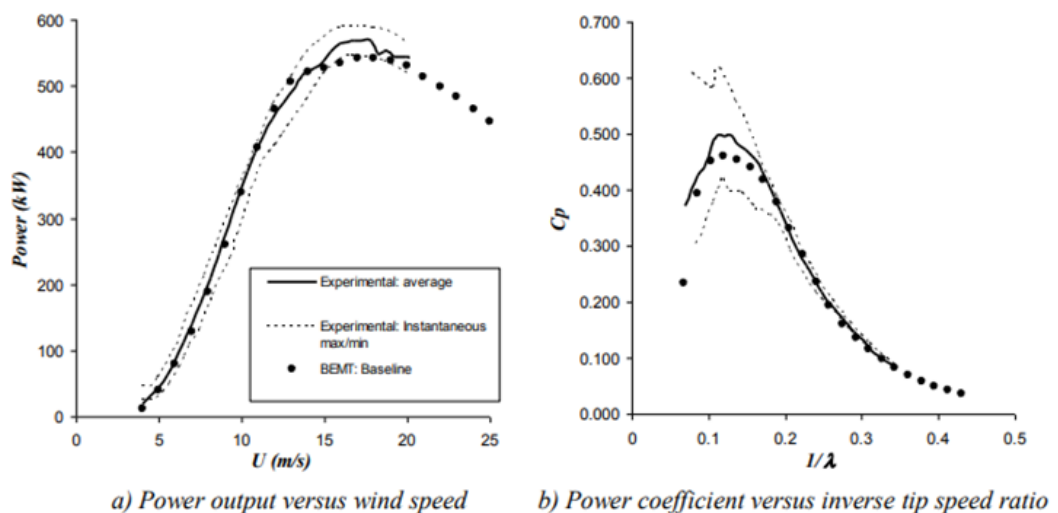 600
500
400
300
200
100
0
0
5
10
15
20
25
Power (kW)
U (m/s)
Experimental: average
Experimental: Instantaneous
max/min
BEMT: Baseline
a) Power output versus wind speed
0.600
0.500
0.400
0.300
0.200
0.100
0.000
0
0.1
0.2
0.3
0.4
0.5
Cp
1/λ
b) Power coefficient versus inverse tip speed ratio